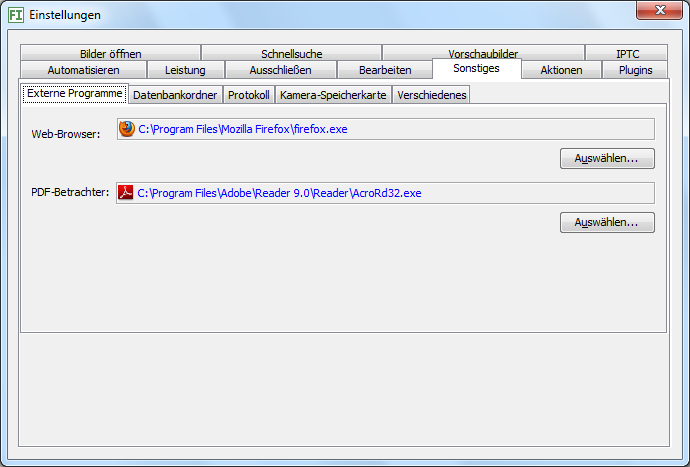 FI Einstellungen
Bilder öffnen Schnellsuche Vorschaubilder IPTC
Automatisieren Leistung Ausschließen Bearbeiten Sonstiges Aktionen Plugins
Externe Programme Datenbankordner Protokoll Kamera-Speicherkarte Verschiedenes
Web-Browser: C:\Program Files\Mozilla Firefox\firefox.exe
Auswählen...
PDF-Betrachter: C:\Program Files\Adobe\Reader 9.0\Reader\AcroRd32.exe
Auswählen...